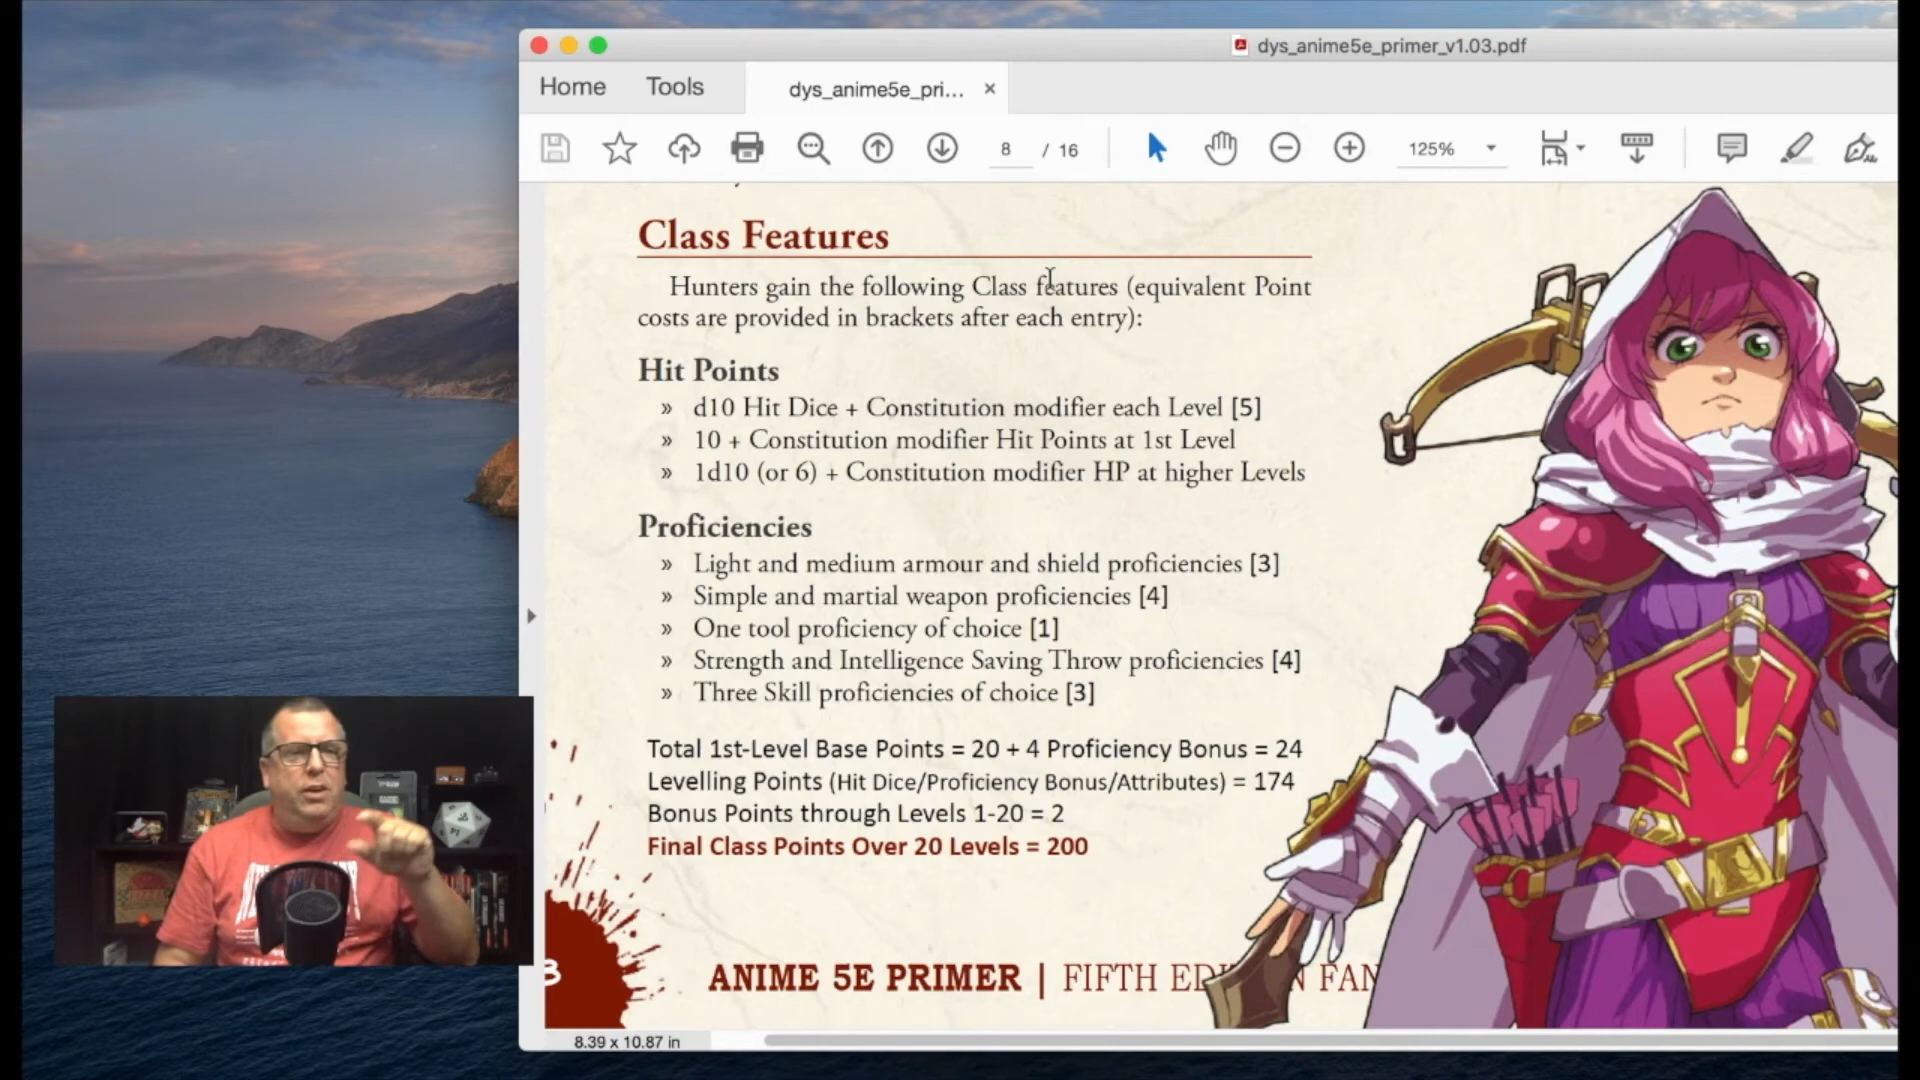 dys_anime5e_primer_v1.03.pdf
Home Tools dys_anime5e_pri... ×
8 / 16 125%
Class Features
Hunters gain the following Class features (equivalent Point
costs are provided in brackets after each entry):
Hit Points
» d10 Hit Dice + Constitution modifier each Level [5]
» 10 + Constitution modifier Hit Points at 1st Level
» 1d10 (or 6) + Constitution modifier HP at higher Levels
Proficiencies
» Light and medium armour and shield proficiencies [3]
» Simple and martial weapon proficiencies [4]
» One tool proficiency of choice [1]
» Strength and Intelligence Saving Throw proficiencies [4]
» Three Skill proficiencies of choice [3]
Total 1st-Level Base Points = 20 + 4 Proficiency Bonus = 24
Levelling Points (Hit Dice/Proficiency Bonus/Attributes) = 174
Bonus Points through Levels 1-20 = 2
Final Class Points Over 20 Levels = 200
ANIME 5E PRIMER | FIFTH
8.39 x 10.87 in